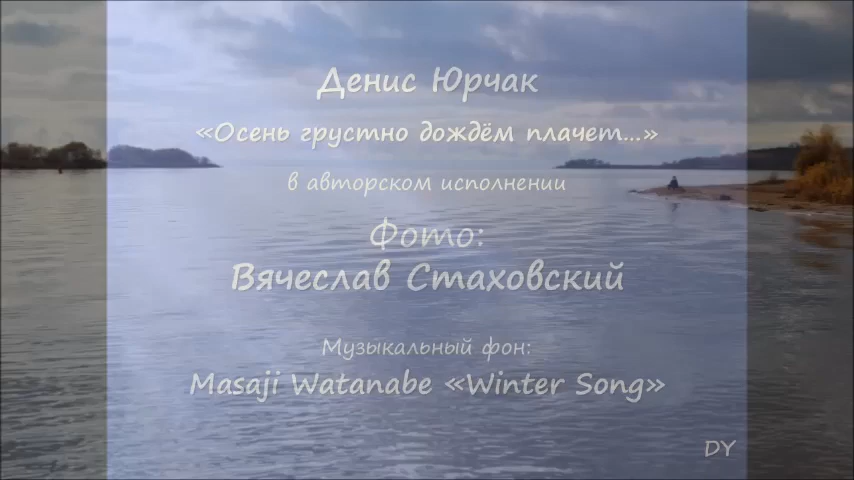 Денис Юрчак
«Осень грустно дождём плачет...»
в авторском исполнении
Фото:
Вячеслав Стаховский
Музыкальный фон:
Masaji Watanabe «Winter Song»
DY